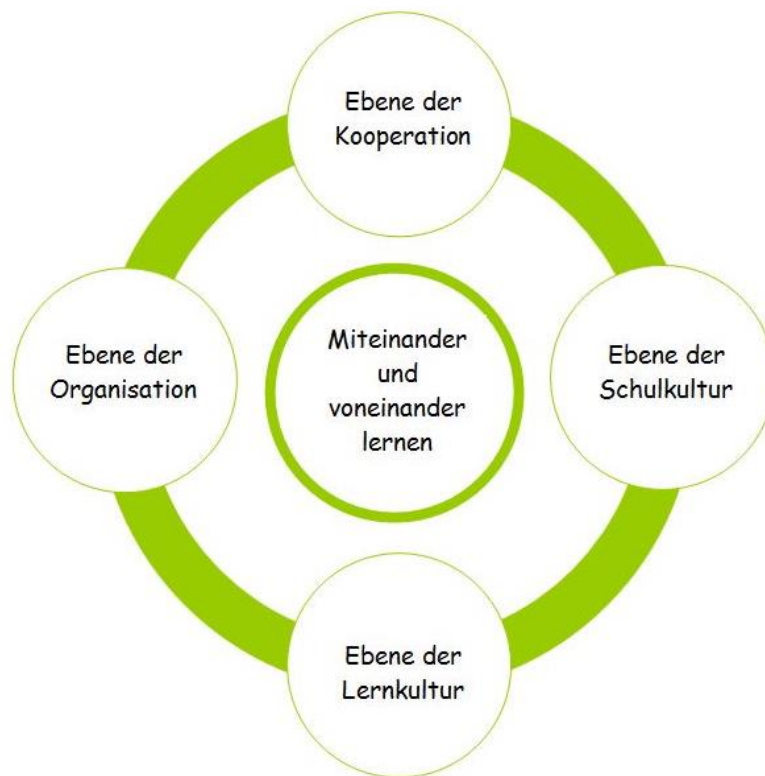 Ebene der
Kooperation
Ebene der
Organisation
Miteinander
und
voneinander
lernen
Ebene der
Schulkultur
Ebene der
Lernkultur